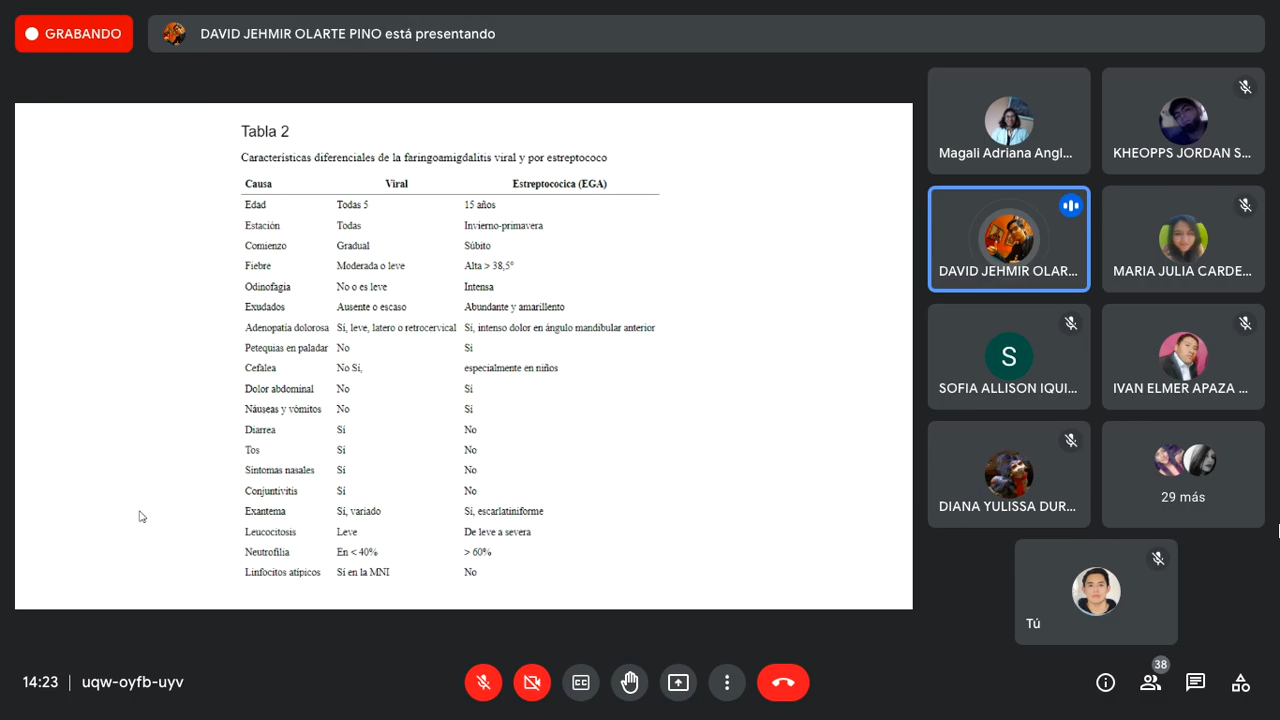 GRABANDO
DAVID JEHMIR OLARTE PINO está presentando
Tabla 2
Características diferenciales de la faringoamigdalitis viral y por estreptococo
Causa Viral Estreptocócica (EGA)
Edad Todas 5 15 años
Estación Todas Invierno-primavera
Comienzo Gradual Súbito
Fiebre Moderada o leve Alta > 38,5°
Odinofagia No o es leve Intensa
Exudados Ausente o escaso Abundante y amarillento
Adenopatía dolorosa Sí, leve, latero o retrocervical Sí, intenso dolor en ángulo mandibular anterior
Petequias en paladar No Sí
Cefalea No Sí, especialmente en niños
Dolor abdominal No Sí
Náuseas y vómitos No Sí
Diarrea Sí No
Tos Sí No
Síntomas nasales Sí No
Conjuntivitis Sí No
Exantema Sí, variado Sí, escarlatiniforme
Leucocitosis Leve De leve a severa
Neutrofilia En < 40% > 60%
Linfocitos atípicos Sí en la MNI No
Magali Adriana Angl...
KHEOPPS JORDAN S...
DAVID JEHMIR OLAR...
MARIA JULIA CARDE...
S
SOFIA ALLISON IQUI...
IVAN ELMER APAZA ...
DIANA YULISSA DUR...
29 más
Tú
14:23 | uqw-oyfb-uyv
38